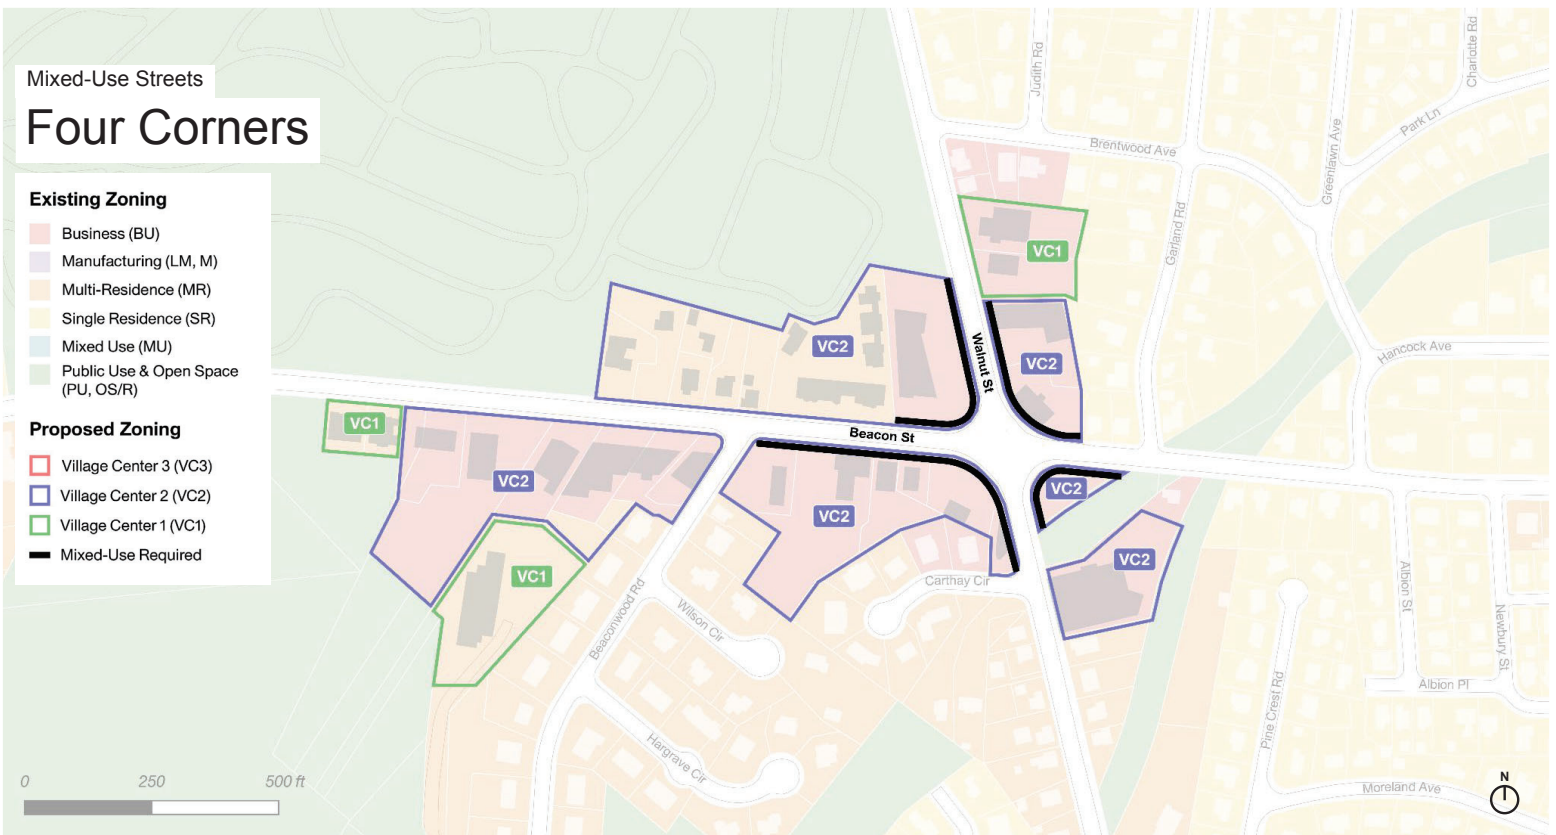 Mixed-Use Streets
Four Corners
Existing Zoning
Business (BU)
Manufacturing (LM, M)
Multi-Residence (MR)
Single Residence (SR)
Mixed Use (MU)
Public Use & Open Space
(PU, OS/R)
Proposed Zoning
Village Center 3 (VC3)
Village Center 2 (VC2)
Village Center 1 (VC1)
Mixed-Use Required
0 250 500 ft
Judith Rd
Charlotte Rd
Park Ln
Greenlawn Ave
Brentwood Ave
Garland Rd
VC1
VC2
VC2
Walnut St
Hancock Ave
VC1
Beacon St
VC2
VC2
VC2
VC2
VC1
Carthay Cir
Beaconwood Rd
Wilson Cir
Albion St
Newbury St
Albion Pl
Pine Crest Rd
Hargrave Cir
Moreland Ave
N